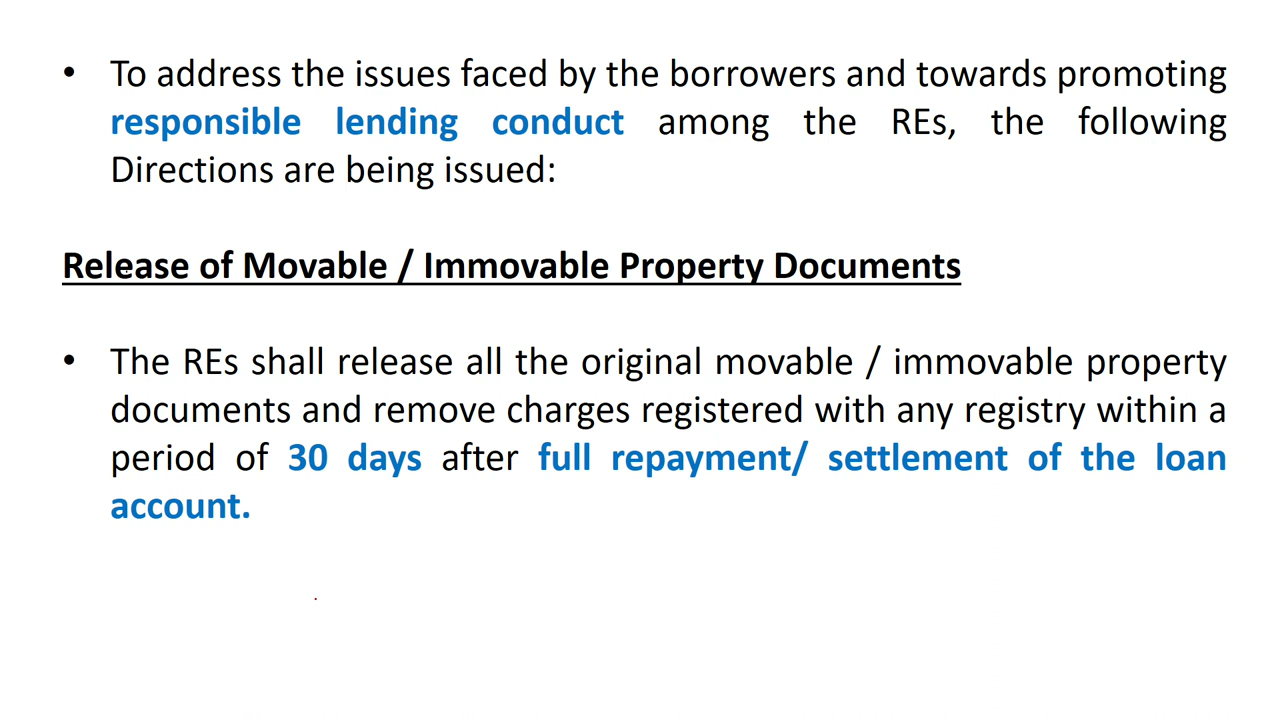 • To address the issues faced by the borrowers and towards promoting
responsible lending conduct among the REs, the following
Directions are being issued:
Release of Movable / Immovable Property Documents
• The REs shall release all the original movable / immovable property
documents and remove charges registered with any registry within a
period of 30 days after full repayment/ settlement of the loan
account.